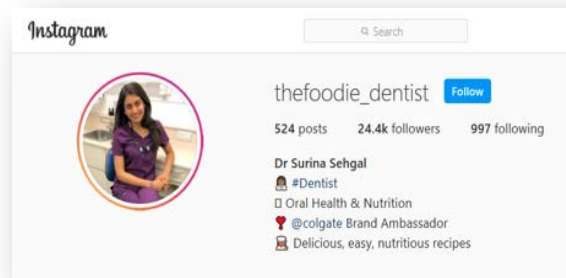 Instagram
Search
thefoodie_dentist Follow
524 posts 24.4k followers 997 following
Dr Surina Sehgal
👩🏾‍⚕️ #Dentist
▯ Oral Health & Nutrition
❣️ @colgate Brand Ambassador
👩🏾‍🍳 Delicious, easy, nutritious recipes